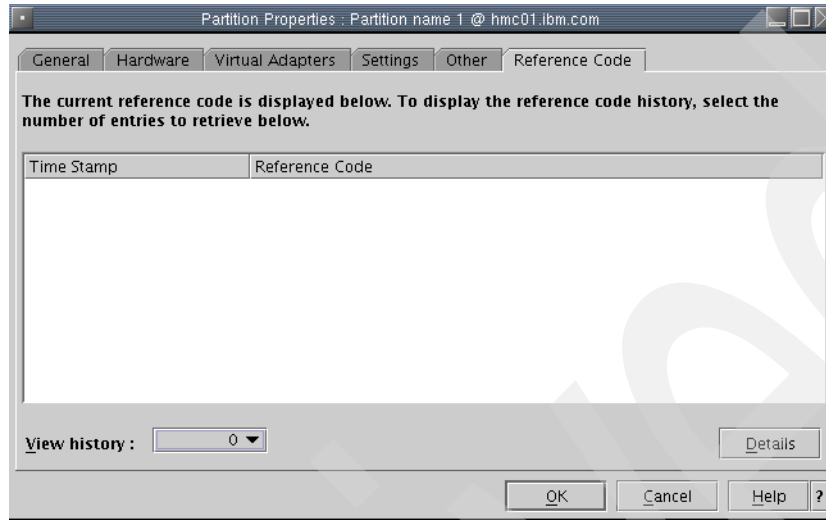 Partition Properties : Partition name 1 @ hmc01.ibm.com
General Hardware Virtual Adapters Settings Other Reference Code
The current reference code is displayed below. To display the reference code history, select the
number of entries to retrieve below.
Time Stamp Reference Code
View history : 0
Details
OK Cancel Help ?